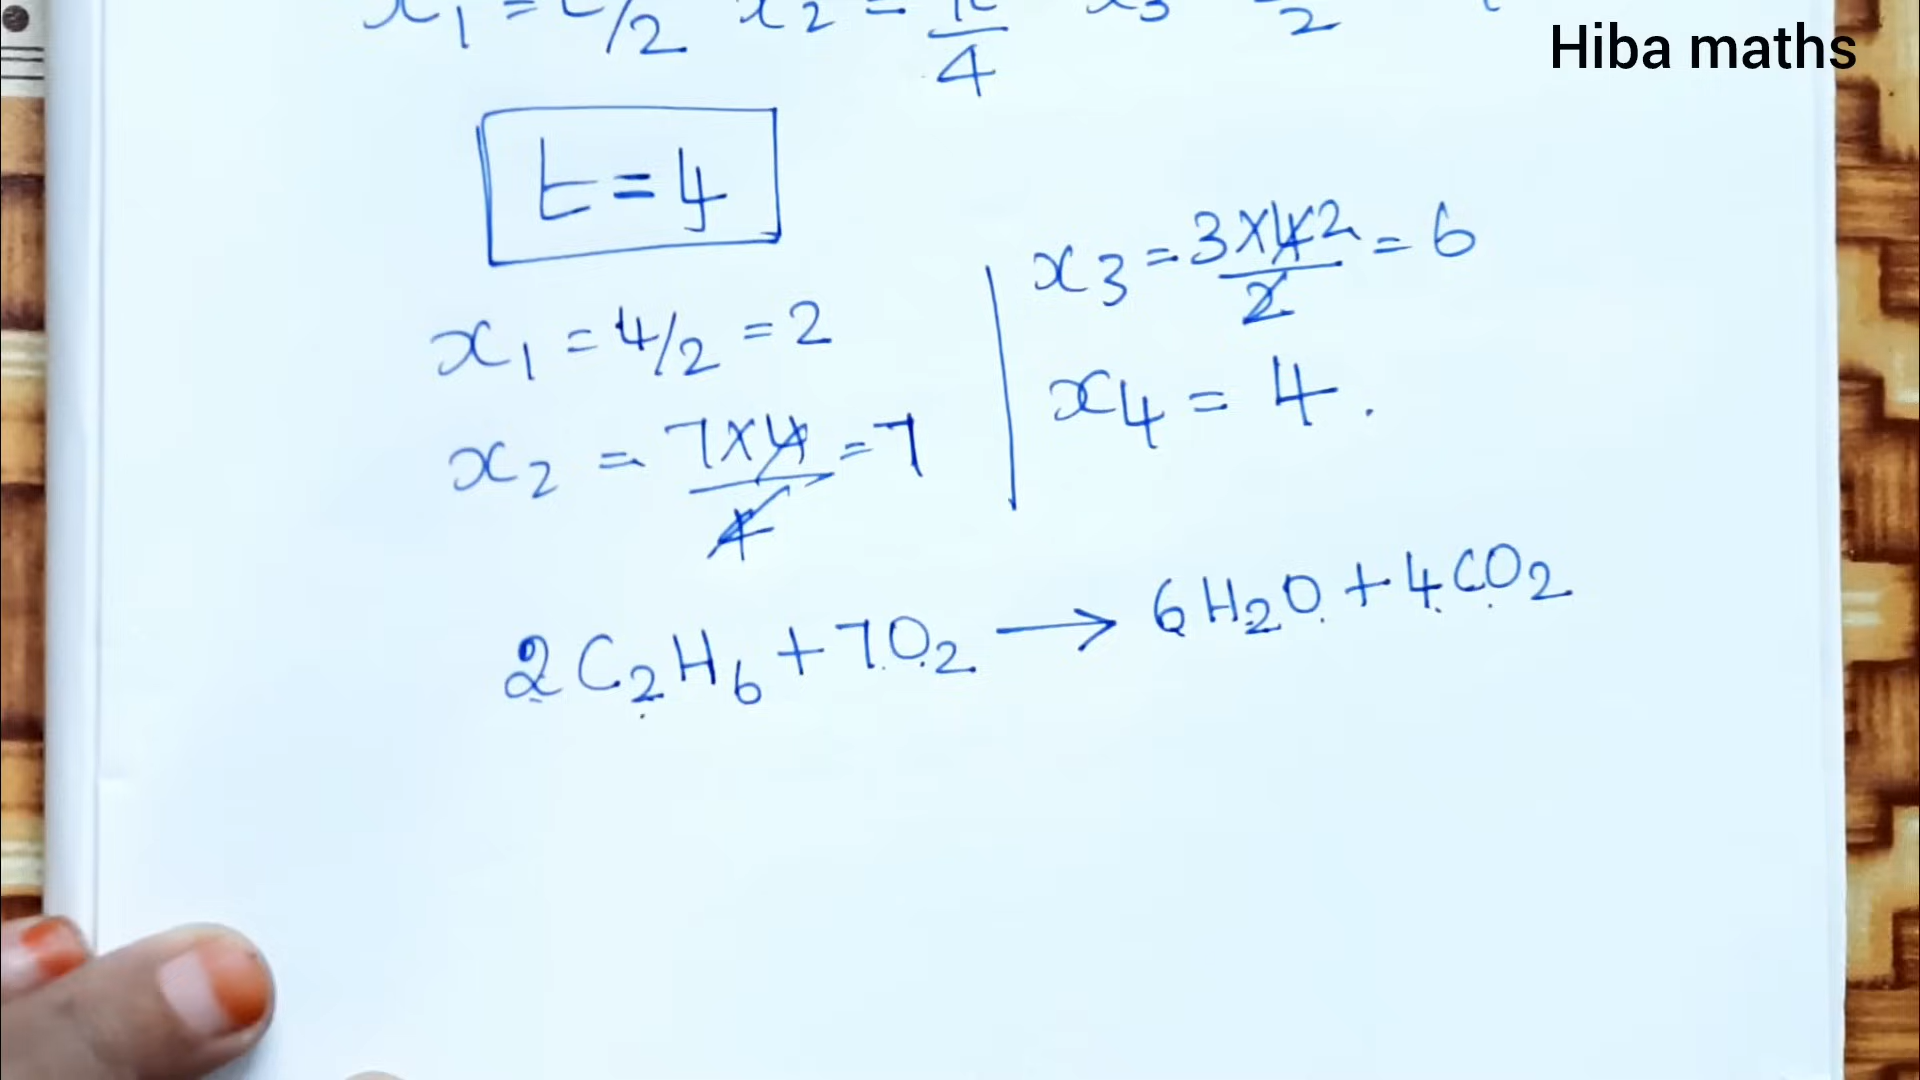 Hiba maths
t = 4
x1 = 4/2 = 2
x2 = 7×4/4 = 7
x3 = 3×4 2/2 = 6
x4 = 4.
2C2H6 + 7O2 → 6H2O + 4CO2